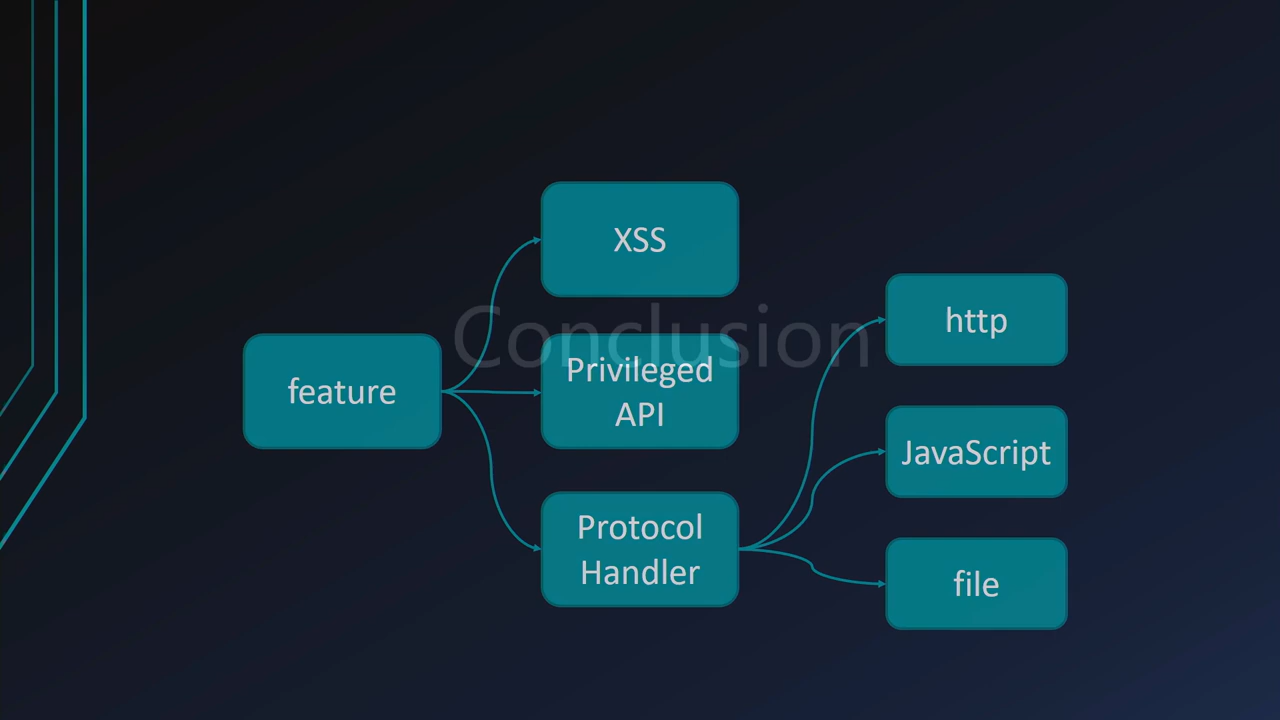 Conclusion
feature
XSS
Privileged
API
Protocol
Handler
http
JavaScript
file